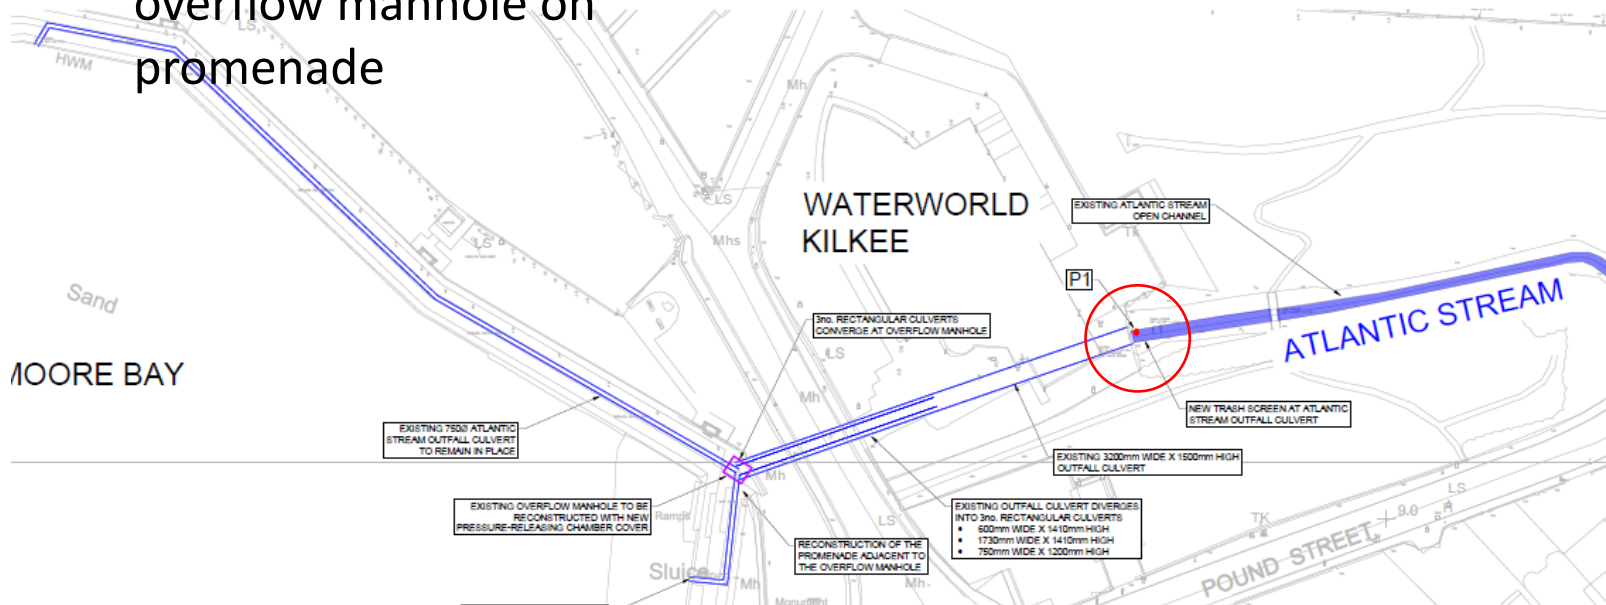 overflow manhole on
promenade
LS
HWM
Mh
WATERWORLD
KILKEE
EXISTING ATLANTIC STREAM
OPEN CHANNEL
LS
TK
Mhs
LS
P1
Sand
3no. RECTANGULAR CULVERTS
CONVERGE AT OVERFLOW MANHOLE
ATLANTIC STREAM
LS
MOORE BAY
Mh
NEW TRASH SCREEN AT ATLANTIC
STREAM OUTFALL CULVERT
EXISTING 750Ø ATLANTIC
STREAM OUTFALL CULVERT
TO REMAIN IN PLACE
EXISTING 3200mm WIDE X 1500mm HIGH
OUTFALL CULVERT
Mh
EXISTING OVERFLOW MANHOLE TO BE
RECONSTRUCTED WITH NEW
PRESSURE-RELEASING CHAMBER COVER
Ramps
LS
EXISTING OUTFALL CULVERT DIVERGES
INTO 3no. RECTANGULAR CULVERTS
• 600mm WIDE X 1410mm HIGH
• 1730mm WIDE X 1410mm HIGH
• 750mm WIDE X 1200mm HIGH
LS
TK
9.0
RECONSTRUCTION OF THE
PROMENADE ADJACENT TO
THE OVERFLOW MANHOLE
POUND STREET
Sluice
Mh
Mh
Monument